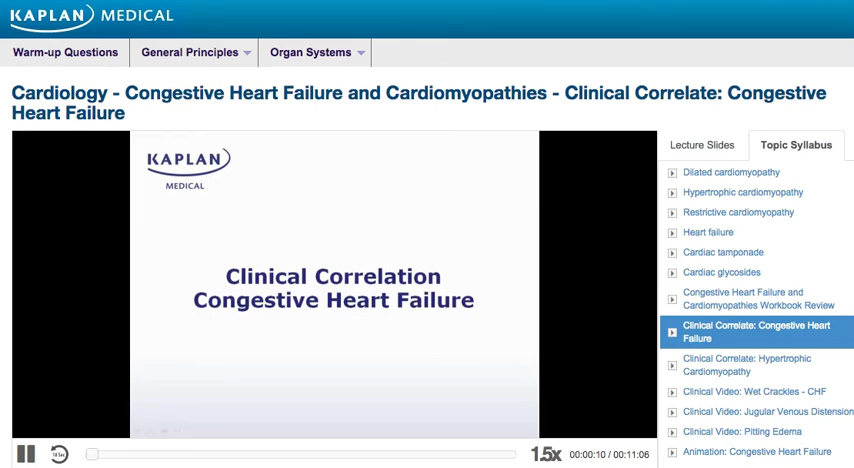 KAPLAN MEDICAL
Warm-up Questions
General Principles
Organ Systems
Cardiology - Congestive Heart Failure and Cardiomyopathies - Clinical Correlate: Congestive
Heart Failure
KAPLAN
MEDICAL
Clinical Correlation
Congestive Heart Failure
1.5x
00:00:10 / 00:11:06
Lecture Slides
Topic Syllabus
Dilated cardiomyopathy
Hypertrophic cardiomyopathy
Restrictive cardiomyopathy
Heart failure
Cardiac tamponade
Cardiac glycosides
Congestive Heart Failure and
Cardiomyopathies Workbook Review
Clinical Correlate: Congestive Heart
Failure
Clinical Correlate: Hypertrophic
Cardiomyopathy
Clinical Video: Wet Crackles - CHF
Clinical Video: Jugular Venous Distension
Clinical Video: Pitting Edema
Animation: Congestive Heart Failure